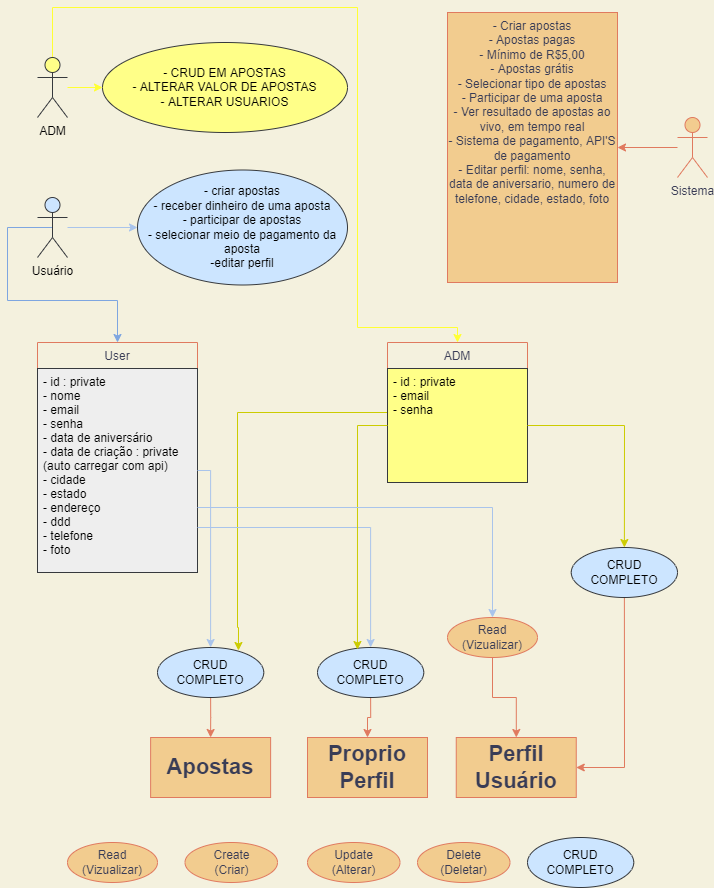 - CRUD EM APOSTAS
- ALTERAR VALOR DE APOSTAS
- ALTERAR USUARIOS
ADM
- Criar apostas
- Apostas pagas
- Mínimo de R$5,00
- Apostas grátis
- Selecionar tipo de apostas
- Participar de uma aposta
- Ver resultado de apostas ao
vivo, em tempo real
- Sistema de pagamento, API'S
de pagamento
- Editar perfil: nome, senha,
data de aniversario, numero de
telefone, cidade, estado, foto
Sistema
- criar apostas
- receber dinheiro de uma aposta
- participar de apostas
- selecionar meio de pagamento da
aposta
-editar perfil
Usuário
User
- id : private
- nome
- email
- senha
- data de aniversário
- data de criação : private
(auto carregar com api)
- cidade
- estado
- endereço
- ddd
- telefone
- foto
ADM
- id : private
- email
- senha
CRUD
COMPLETO
Read
(Vizualizar)
CRUD
COMPLETO
CRUD
COMPLETO
Apostas
Proprio
Perfil
Perfil
Usuário
Read
(Vizualizar)
Create
(Criar)
Update
(Alterar)
Delete
(Deletar)
CRUD
COMPLETO